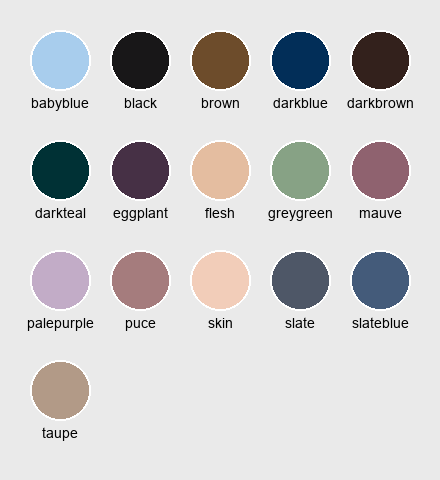 babyblue black brown darkblue darkbrown
darkteal eggplant flesh greygreen mauve
palepurple puce skin slate slateblue
taupe